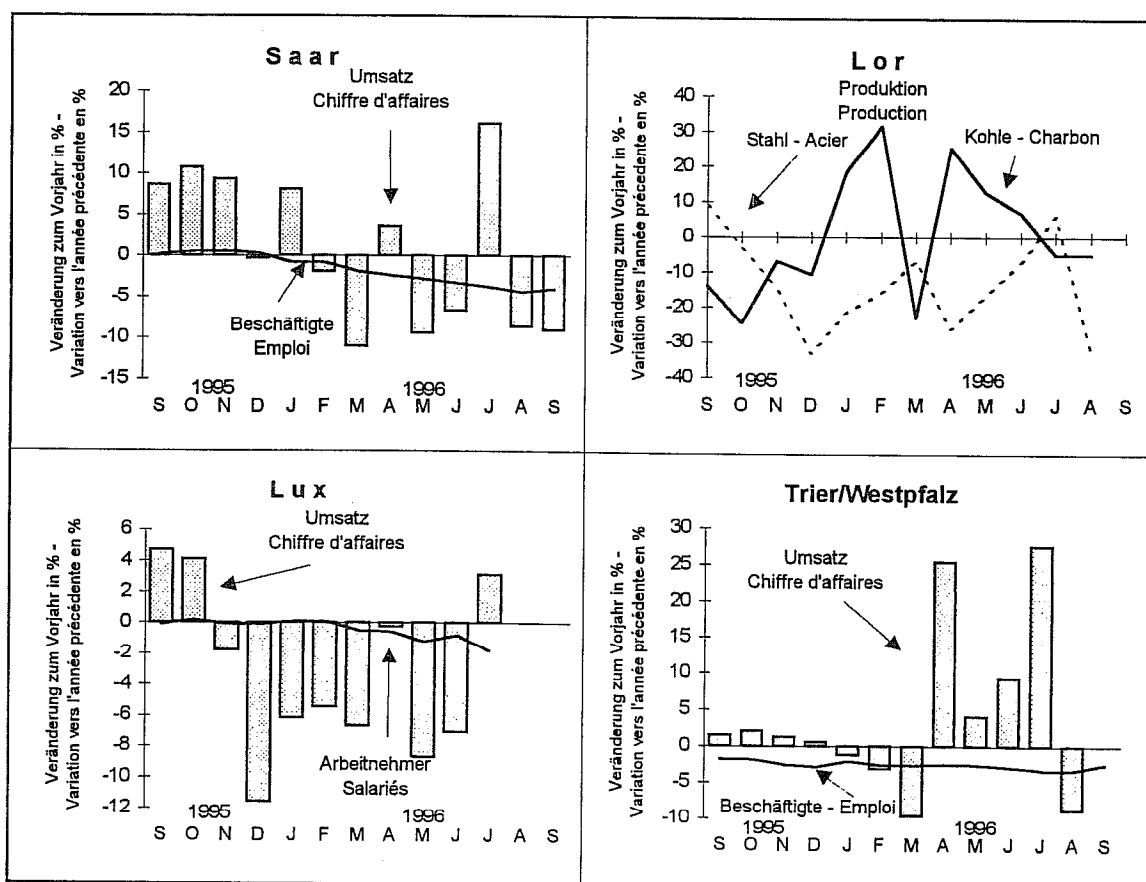 Saar
Veränderung zum Vorjahr in % -
Variation vers l'année précédente en %
Umsatz
Chiffre d'affaires
20
15
10
5
0
-5
-10
-15
Beschäftigte
Emploi
1995 1996
S O N D J F M A M J J A S
Lor
Veränderung zum Vorjahr in % -
Variation vers l'année précédente en %
Produktion
Production
Stahl - Acier
Kohle - Charbon
40
30
20
10
0
-10
-20
-30
-40
1995 1996
S O N D J F M A M J J A S
Lux
Veränderung zum Vorjahr in % -
Variation vers l'année précédente en %
Umsatz
Chiffre d'affaires
6
4
2
0
-2
-4
-6
-8
-10
-12
Arbeitnehmer
Salariés
1995 1996
S O N D J F M A M J J A S
Trier/Westpfalz
Veränderung zum Vorjahr in % -
Variation vers l'année précédente en %
Umsatz
Chiffre d'affaires
30
25
20
15
10
5
0
-5
-10
Beschäftigte - Emploi
1995 1996
S O N D J F M A M J J A S